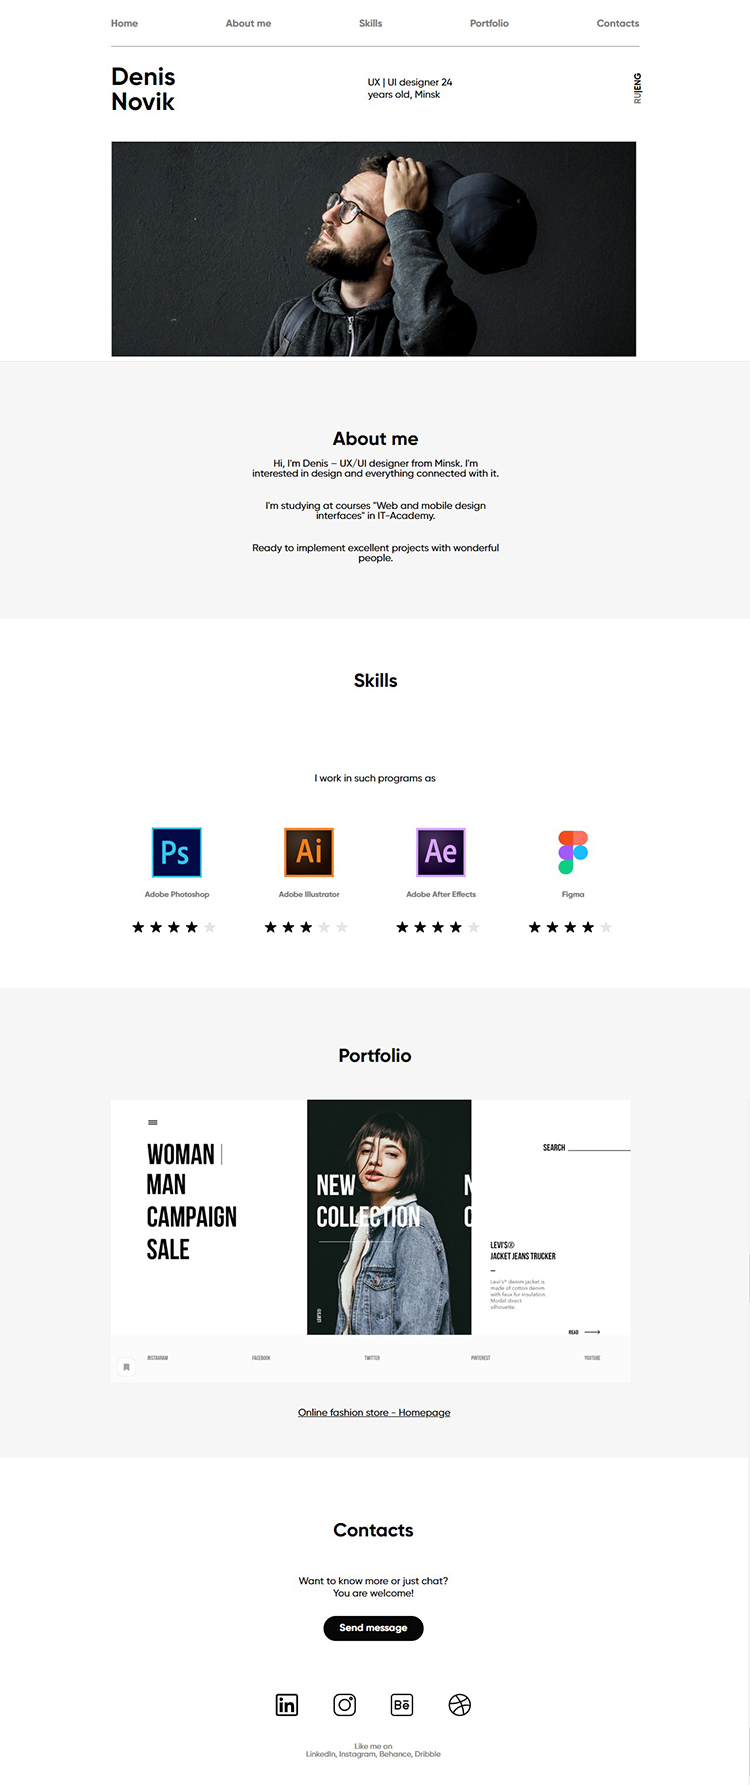 Home About me Skills Portfolio Contacts
Denis
Novik
UX | UI designer 24
years old, Minsk
RU|ENG
About me
Hi, I'm Denis – UX/UI designer from Minsk. I'm
interested in design and everything connected with it.
I'm studying at courses "Web and mobile design
interfaces" in IT-Academy.
Ready to implement excellent projects with wonderful
people.
Skills
I work in such programs as
Ps Ai Ae
Adobe Photoshop Adobe Illustrator Adobe After Effects Figma
Portfolio
WOMAN |
MAN
CAMPAIGN
SALE
NEW
COLLECTION
N
C
LEVI'S®
SEARCH
LEVI'S®
JACKET JEANS TRUCKER
Levi's® denim jacket is
made of cotton denim
with faux fur insulation.
Model direct
silhouette.
READ
INSTAGRAM FACEBOOK TWITTER PINTEREST YOUTUBE
Online fashion store - Homepage
Contacts
Want to know more or just chat?
You are welcome!
Send message
in Bē
Like me on
LinkedIn, Instagram, Behance, Dribble